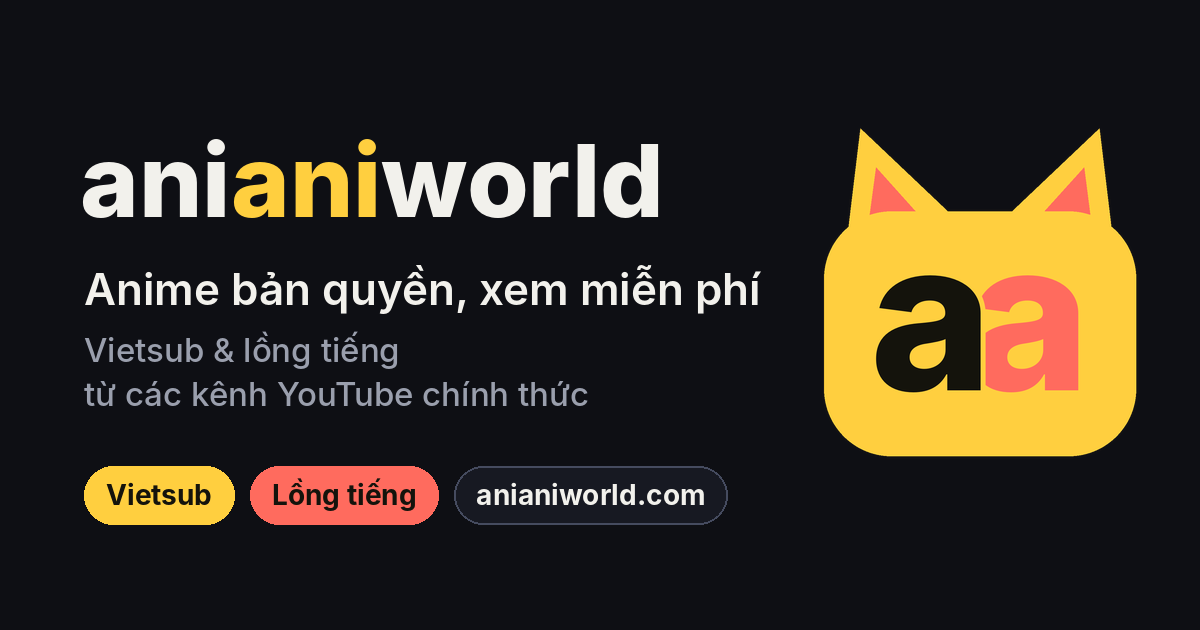 anianiworld
Anime bản quyền, xem miễn phí
Vietsub & lồng tiếng
từ các kênh YouTube chính thức
Vietsub Lồng tiếng anianiworld.com
aa